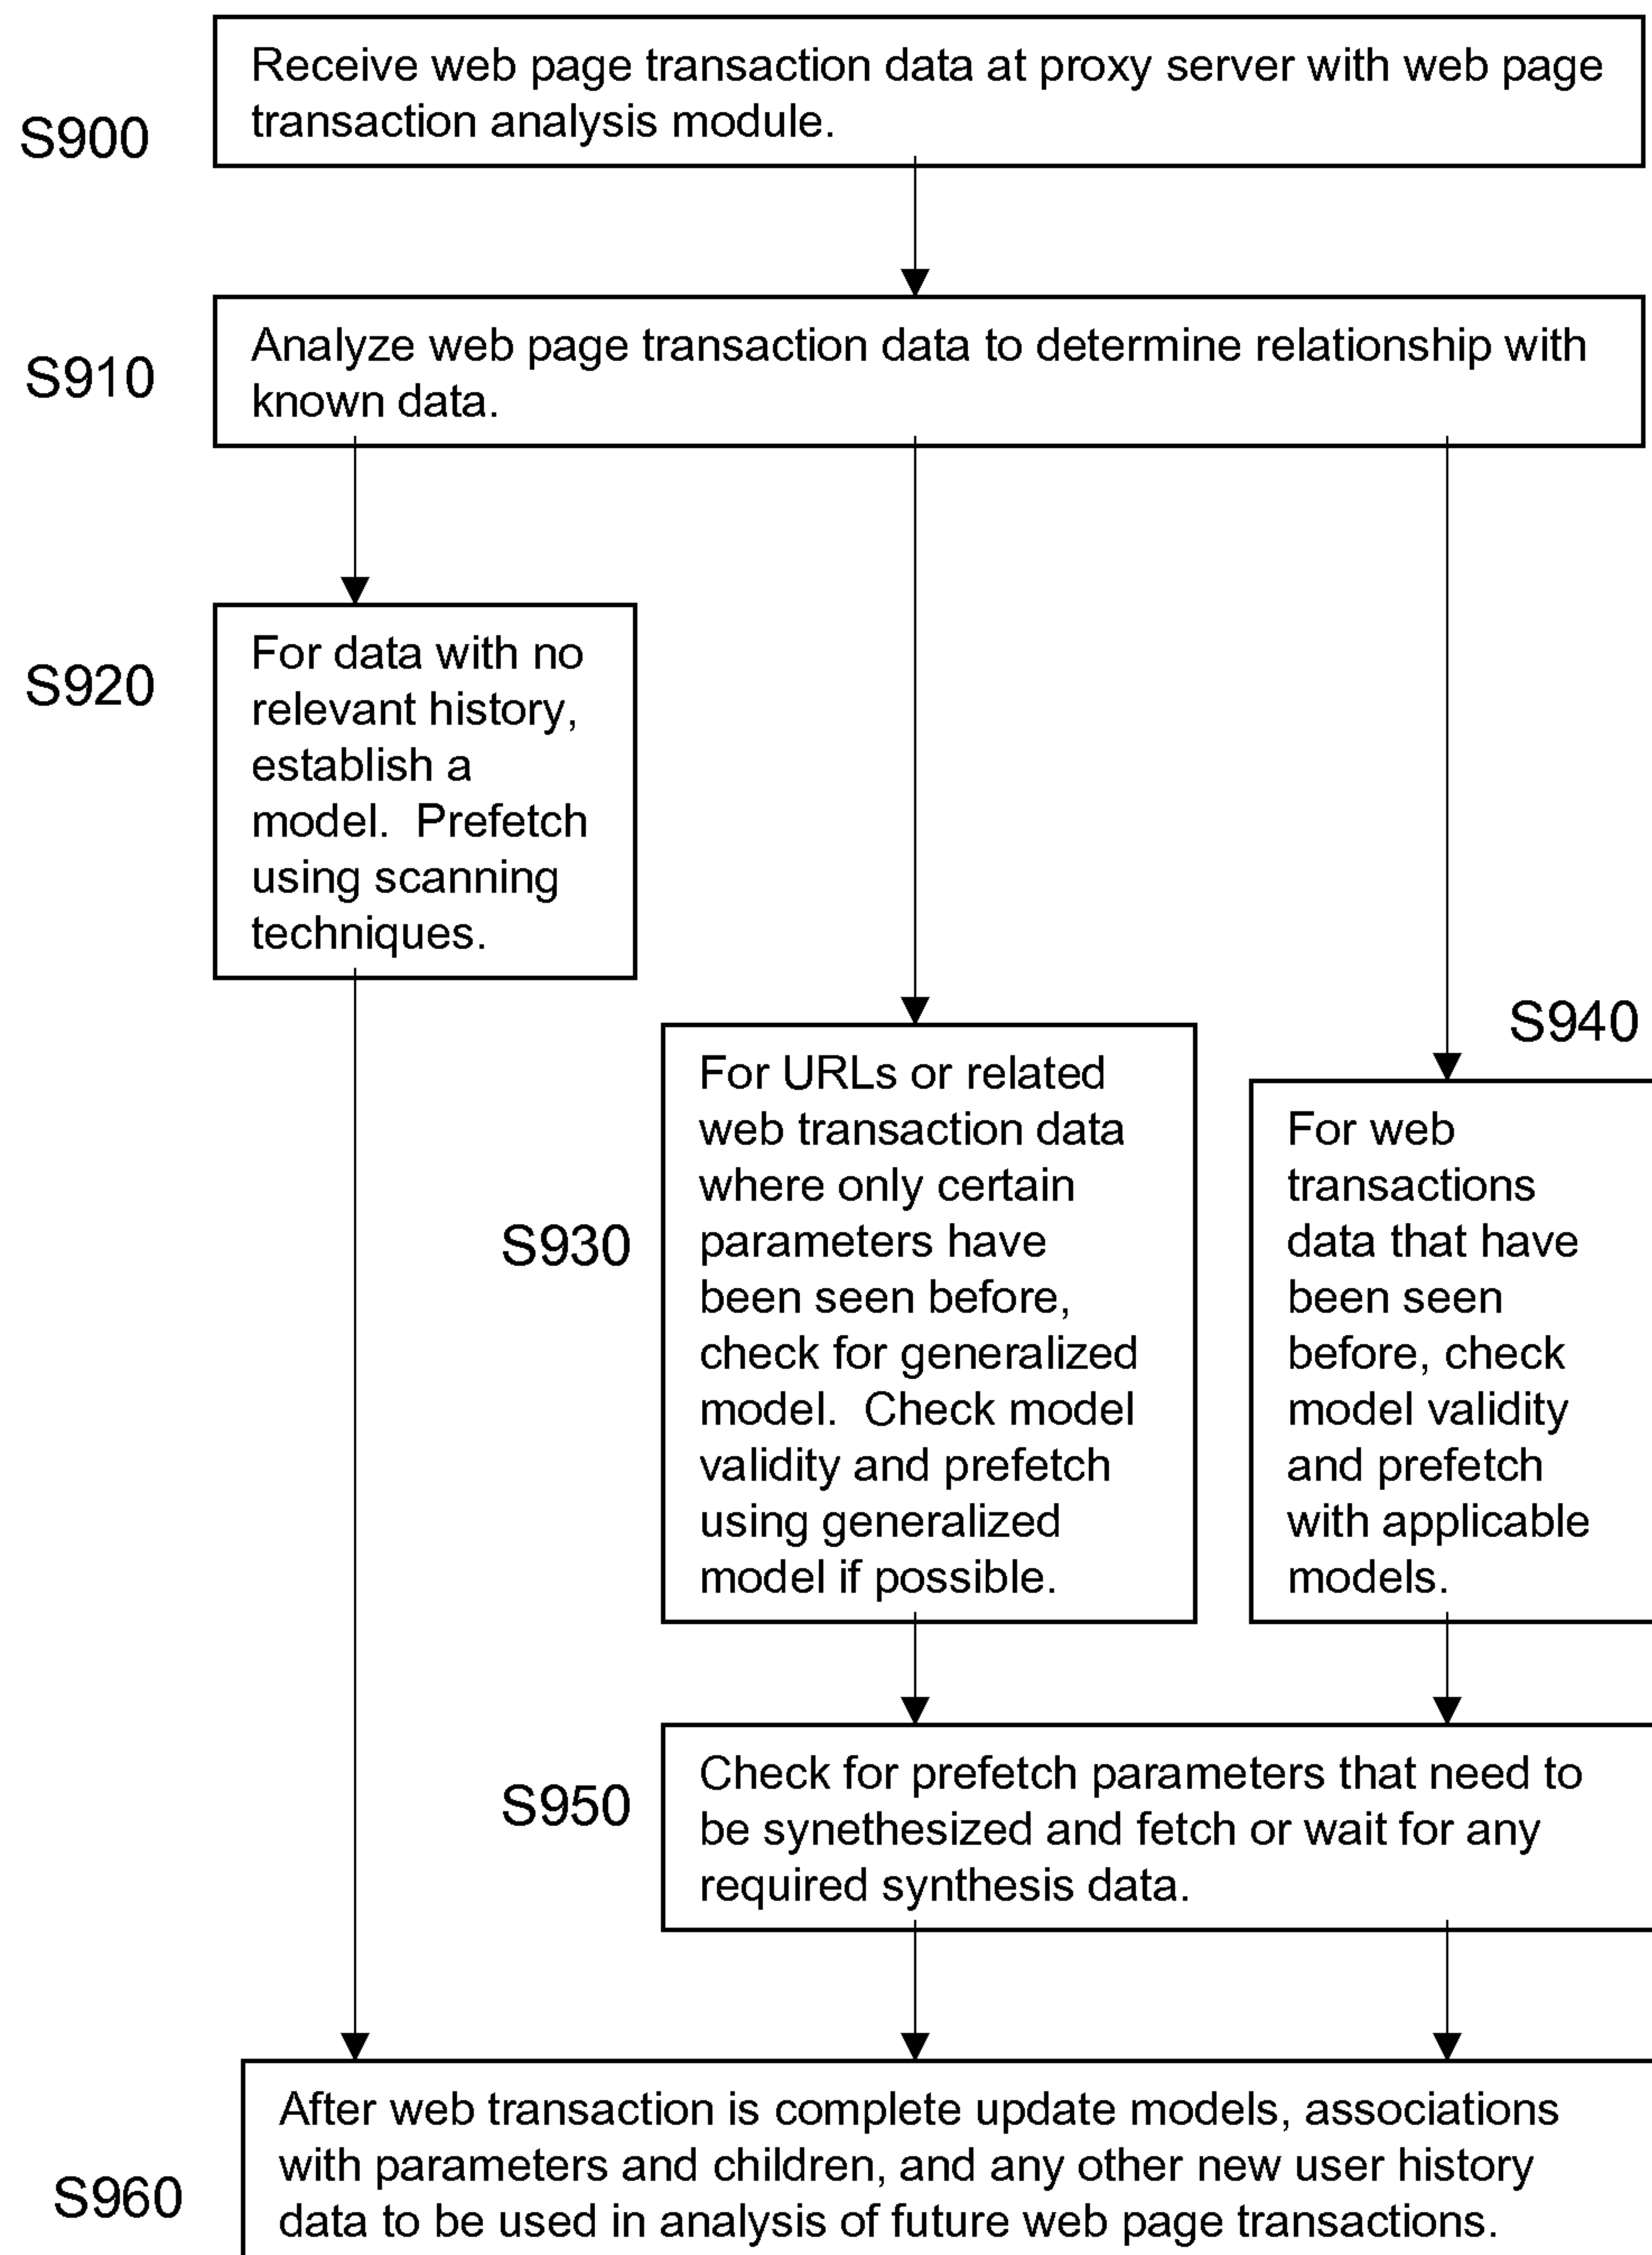 Receive web page transaction data at proxy server with web page
transaction analysis module.
S900
Analyze web page transaction data to determine relationship with
known data.
S910
For data with no
relevant history,
establish a
model.  Prefetch
using scanning
techniques.
S920
For URLs or related
web transaction data
where only certain
parameters have
been seen before,
check for generalized
model.  Check model
validity and prefetch
using generalized
model if possible.
S930
S940
For web
transactions
data that have
been seen
before, check
model validity
and prefetch
with applicable
models.
Check for prefetch parameters that need to
be synethesized and fetch or wait for any
required synthesis data.
S950
After web transaction is complete update models, associations
with parameters and children, and any other new user history
data to be used in analysis of future web page transactions.
S960